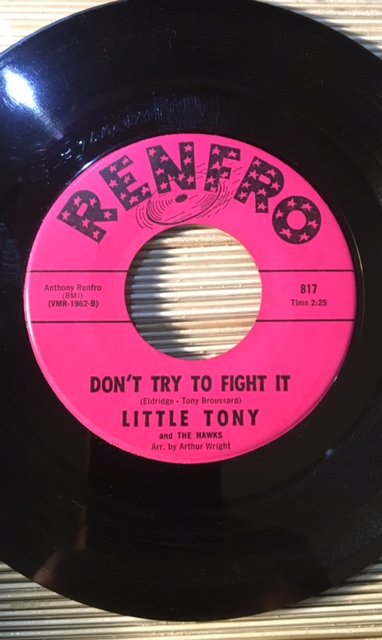 RENFRO
Anthony Renfro
(BMI)
(VMR-1962-B)
817
Time 2:25
DON'T TRY TO FIGHT IT
(Eldridge - Tony Broussard)
LITTLE TONY
and THE HAWKS
Arr. by Arthur Wright